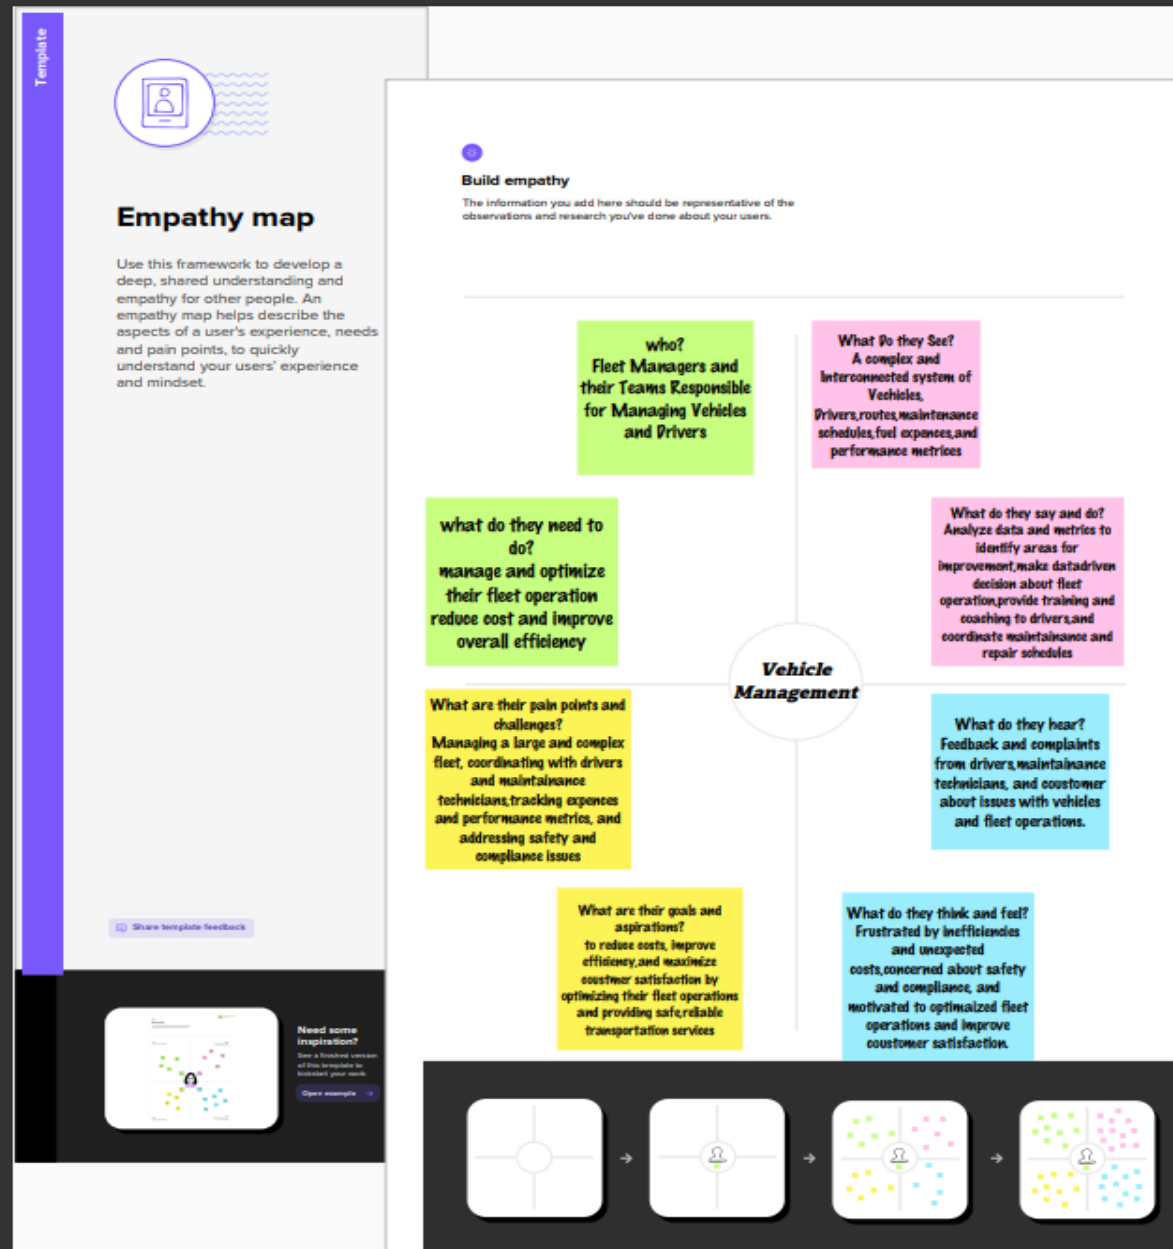 Template
Empathy map
Use this framework to develop a
deep, shared understanding and
empathy for other people. An
empathy map helps describe the
aspects of a user's experience, needs
and pain points, to quickly
understand your users' experience
and mindset.
Share template feedback
Need some
inspiration?
See a finished version
of this template to
kickstart your work.
Open example
Build empathy
The information you add here should be representative of the
observations and research you've done about your users.
who?
Fleet Managers and
their Teams Responsible
for Managing Vehicles
and Drivers
What Do they See?
A complex and
Interconnected system of
Vechicles,
Drivers,routes,maintenance
schedules,fuel expences,and
performance metrices
what do they need to
do?
manage and optimize
their fleet operation
reduce cost and improve
overall efficiency
What do they say and do?
Analyze data and metrics to
identify areas for
improvement,make datadriven
decision about fleet
operation,provide training and
coaching to drivers,and
coordinate maintainance and
repair schedules
Vehicle
Management
What are their pain points and
challenges?
Managing a large and complex
fleet, coordinating with drivers
and maintainance
technicians,tracking expences
and performance metrics, and
addressing safety and
compliance issues
What do they hear?
Feedback and complaints
from drivers,maintainance
technicians, and coustomer
about issues with vehicles
and fleet operations.
What are their goals and
aspirations?
to reduce costs, improve
efficiency,and maximize
coustmer satisfaction by
optimizing their fleet operations
and providing safe,reliable
transportation services
What do they think and feel?
Frustrated by inefficiencies
and unexpected
costs,concerned about safety
and compliance, and
motivated to optimaized fleet
operations and improve
coustomer satisfaction.